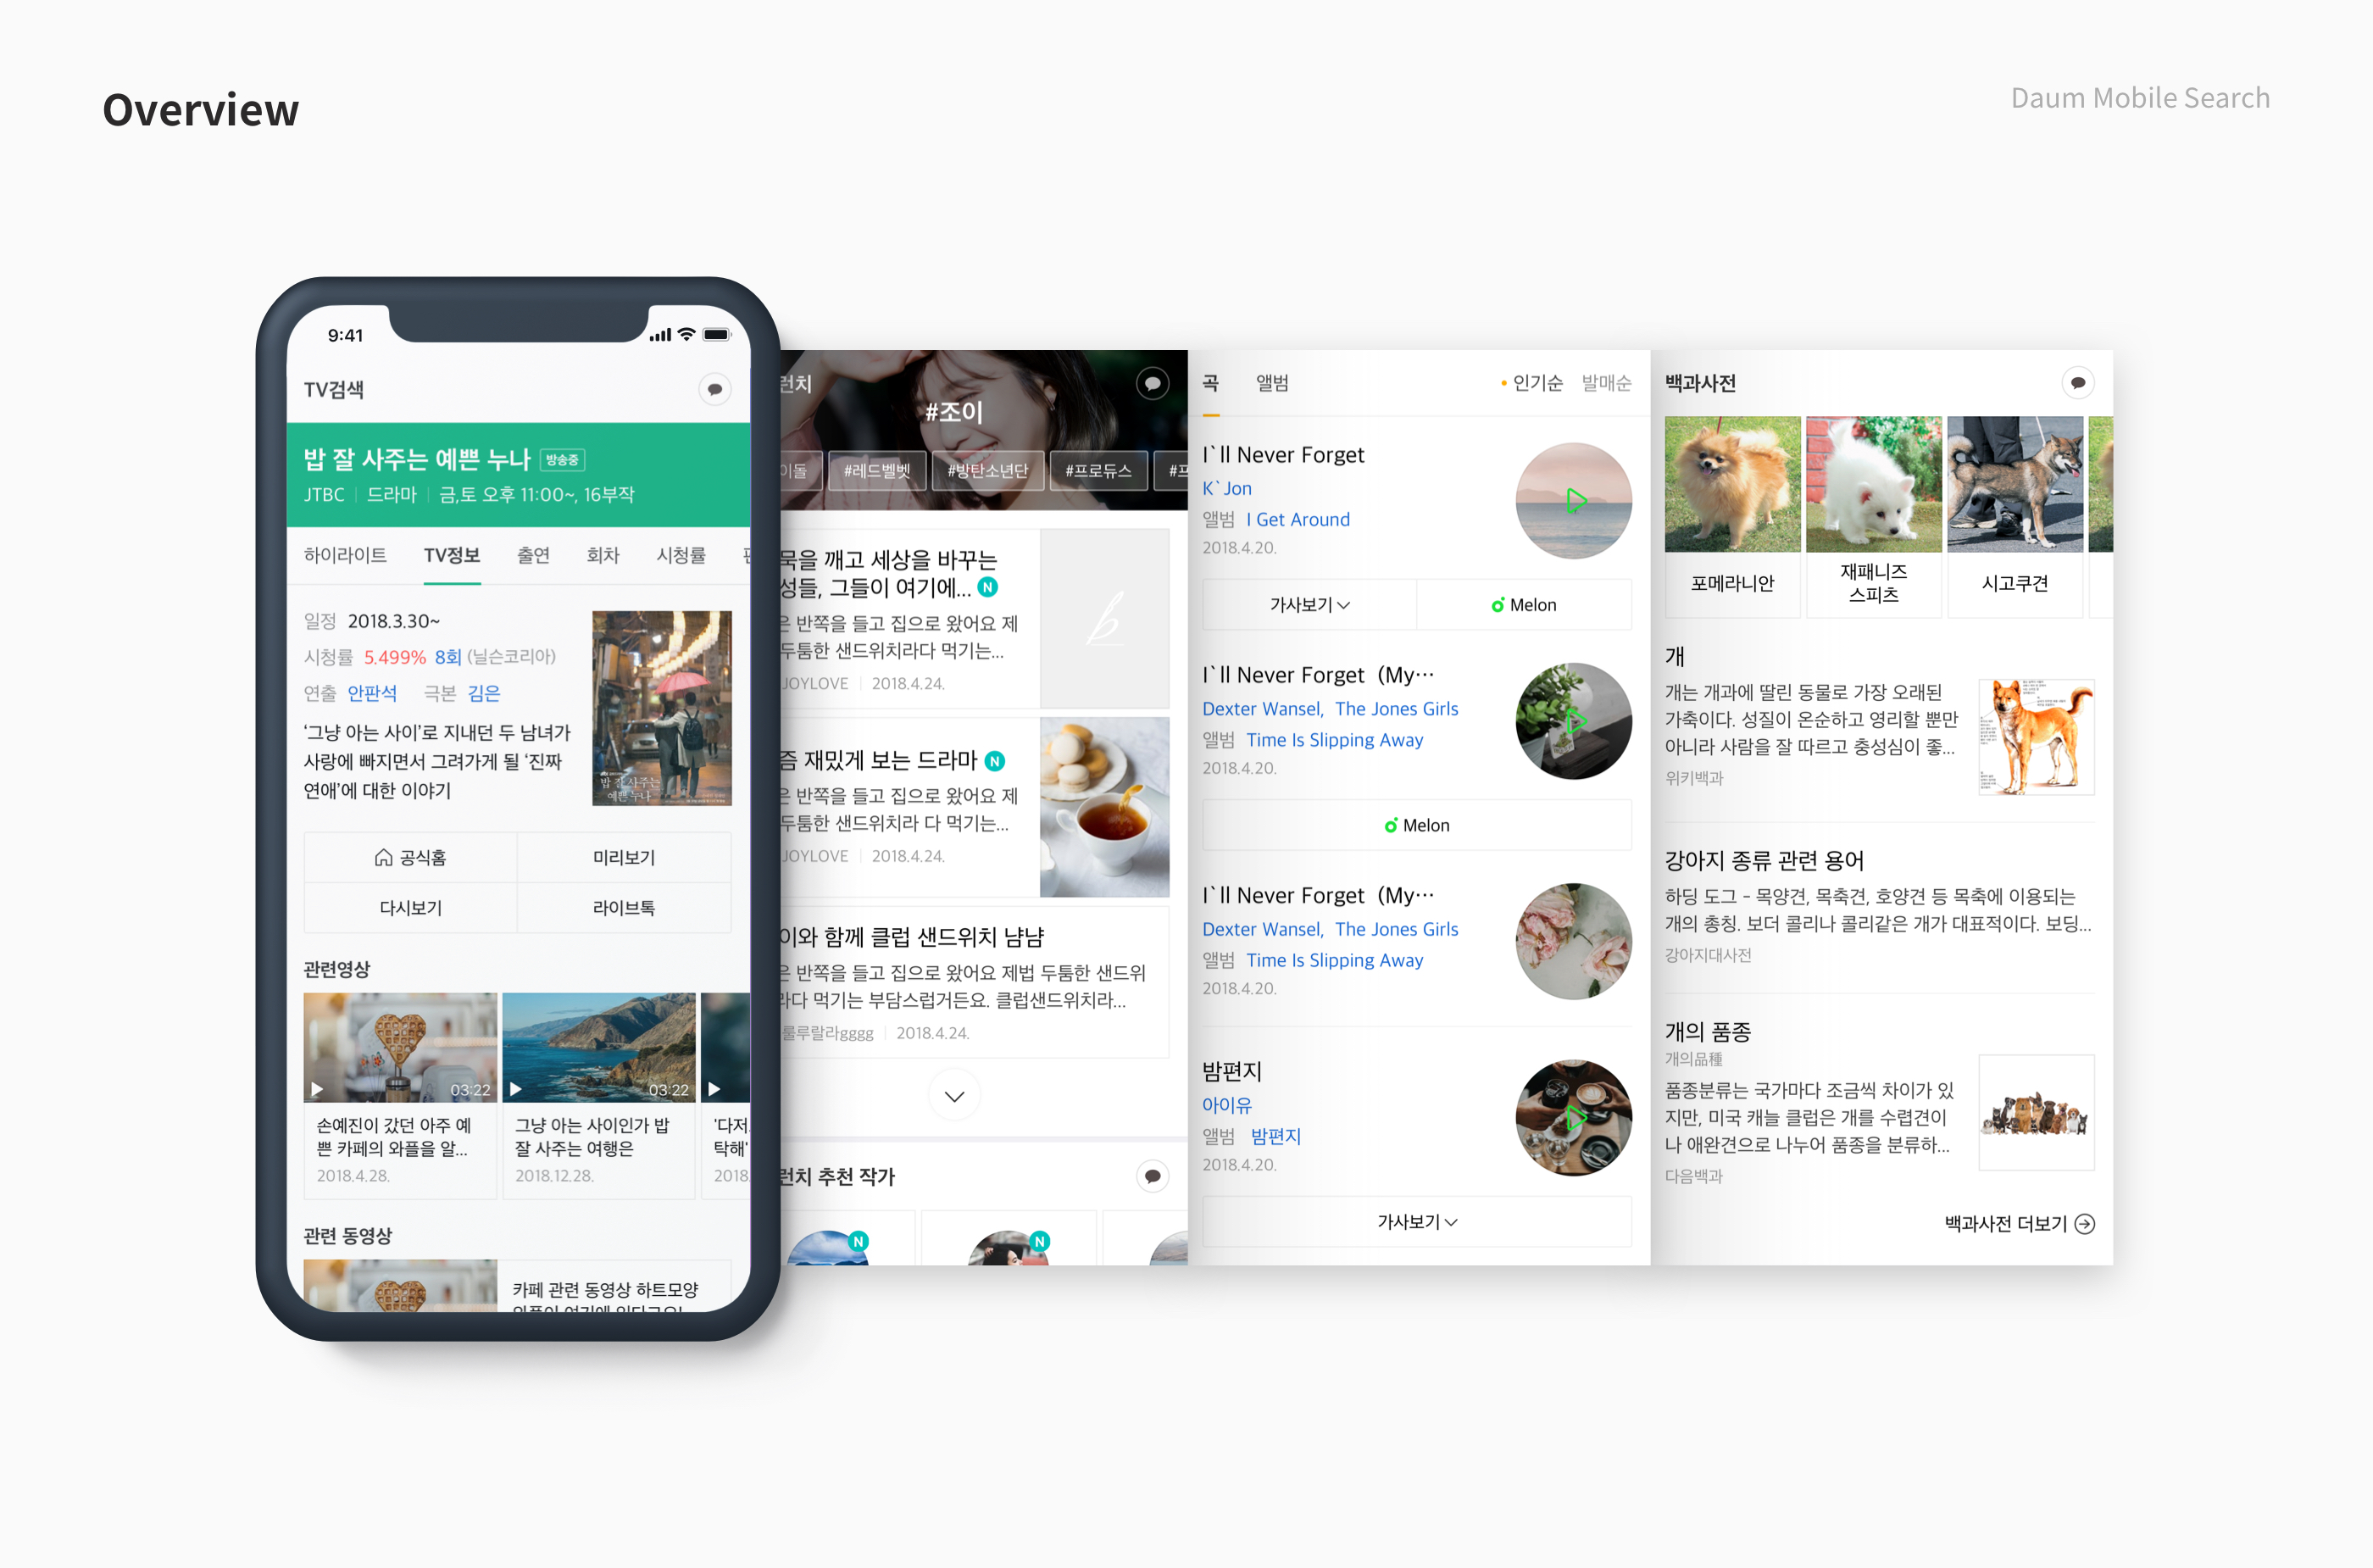 Overview
Daum Mobile Search
9:41
TV검색
밥 잘 사주는 예쁜 누나 방송중
JTBC | 드라마 | 금,토 오후 11:00~, 16부작
하이라이트 TV정보 출연 회차 시청률
일정 2018.3.30~
시청률 5.499% 8회 (닐슨코리아)
연출 안판석 극본 김은
‘그냥 아는 사이’로 지내던 두 남녀가
사랑에 빠지면서 그려가게 될 ‘진짜
연애’에 대한 이야기
밥 잘 사주는
예쁜 누나
공식홈 미리보기
다시보기 라이브톡
관련영상
03:22
손예진이 갔던 아주 예
쁜 카페의 와플을 알...
2018.4.28.
03:22
그냥 아는 사이인가 밥
잘 사주는 여행은
2018.12.28.
'다저
탁해'
2018.
관련 동영상
카페 관련 동영상 하트모양
와플이 여기에 있다고요!
런치
#조이
이돌 #레드벨벳 #방탄소년단 #프로듀스 #프
묵을 깨고 세상을 바꾸는
성들, 그들이 여기에... N
은 반쪽을 들고 집으로 왔어요 제
두툼한 샌드위치라다 먹기는...
JOYLOVE | 2018.4.24.
b
즘 재밌게 보는 드라마 N
은 반쪽을 들고 집으로 왔어요 제
두툼한 샌드위치라 다 먹기는...
JOYLOVE | 2018.4.24.
이와 함께 클럽 샌드위치 냠냠
은 반쪽을 들고 집으로 왔어요 제법 두툼한 샌드위
라다 먹기는 부담스럽거든요. 클럽샌드위치라...
룰루랄라gggg | 2018.4.24.
런치 추천 작가
N
N
곡 앨범 인기순 발매순
I`ll Never Forget
K`Jon
앨범 I Get Around
2018.4.20.
가사보기 Melon
I`ll Never Forget (My⋯
Dexter Wansel, The Jones Girls
앨범 Time Is Slipping Away
2018.4.20.
Melon
I`ll Never Forget (My⋯
Dexter Wansel, The Jones Girls
앨범 Time Is Slipping Away
2018.4.20.
밤편지
아이유
앨범 밤편지
2018.4.20.
가사보기
백과사전
포메라니안
재패니즈
스피츠
시고쿠견
개
개는 개과에 딸린 동물로 가장 오래된
가축이다. 성질이 온순하고 영리할 뿐만
아니라 사람을 잘 따르고 충성심이 좋...
위키백과
강아지 종류 관련 용어
하딩 도그 - 목양견, 목축견, 호양견 등 목축에 이용되는
개의 총칭. 보더 콜리나 콜리같은 개가 대표적이다. 보딩...
강아지대사전
개의 품종
개의品種
품종분류는 국가마다 조금씩 차이가 있
지만, 미국 캐늘 클럽은 개를 수렵견이
나 애완견으로 나누어 품종을 분류하...
다음백과
백과사전 더보기